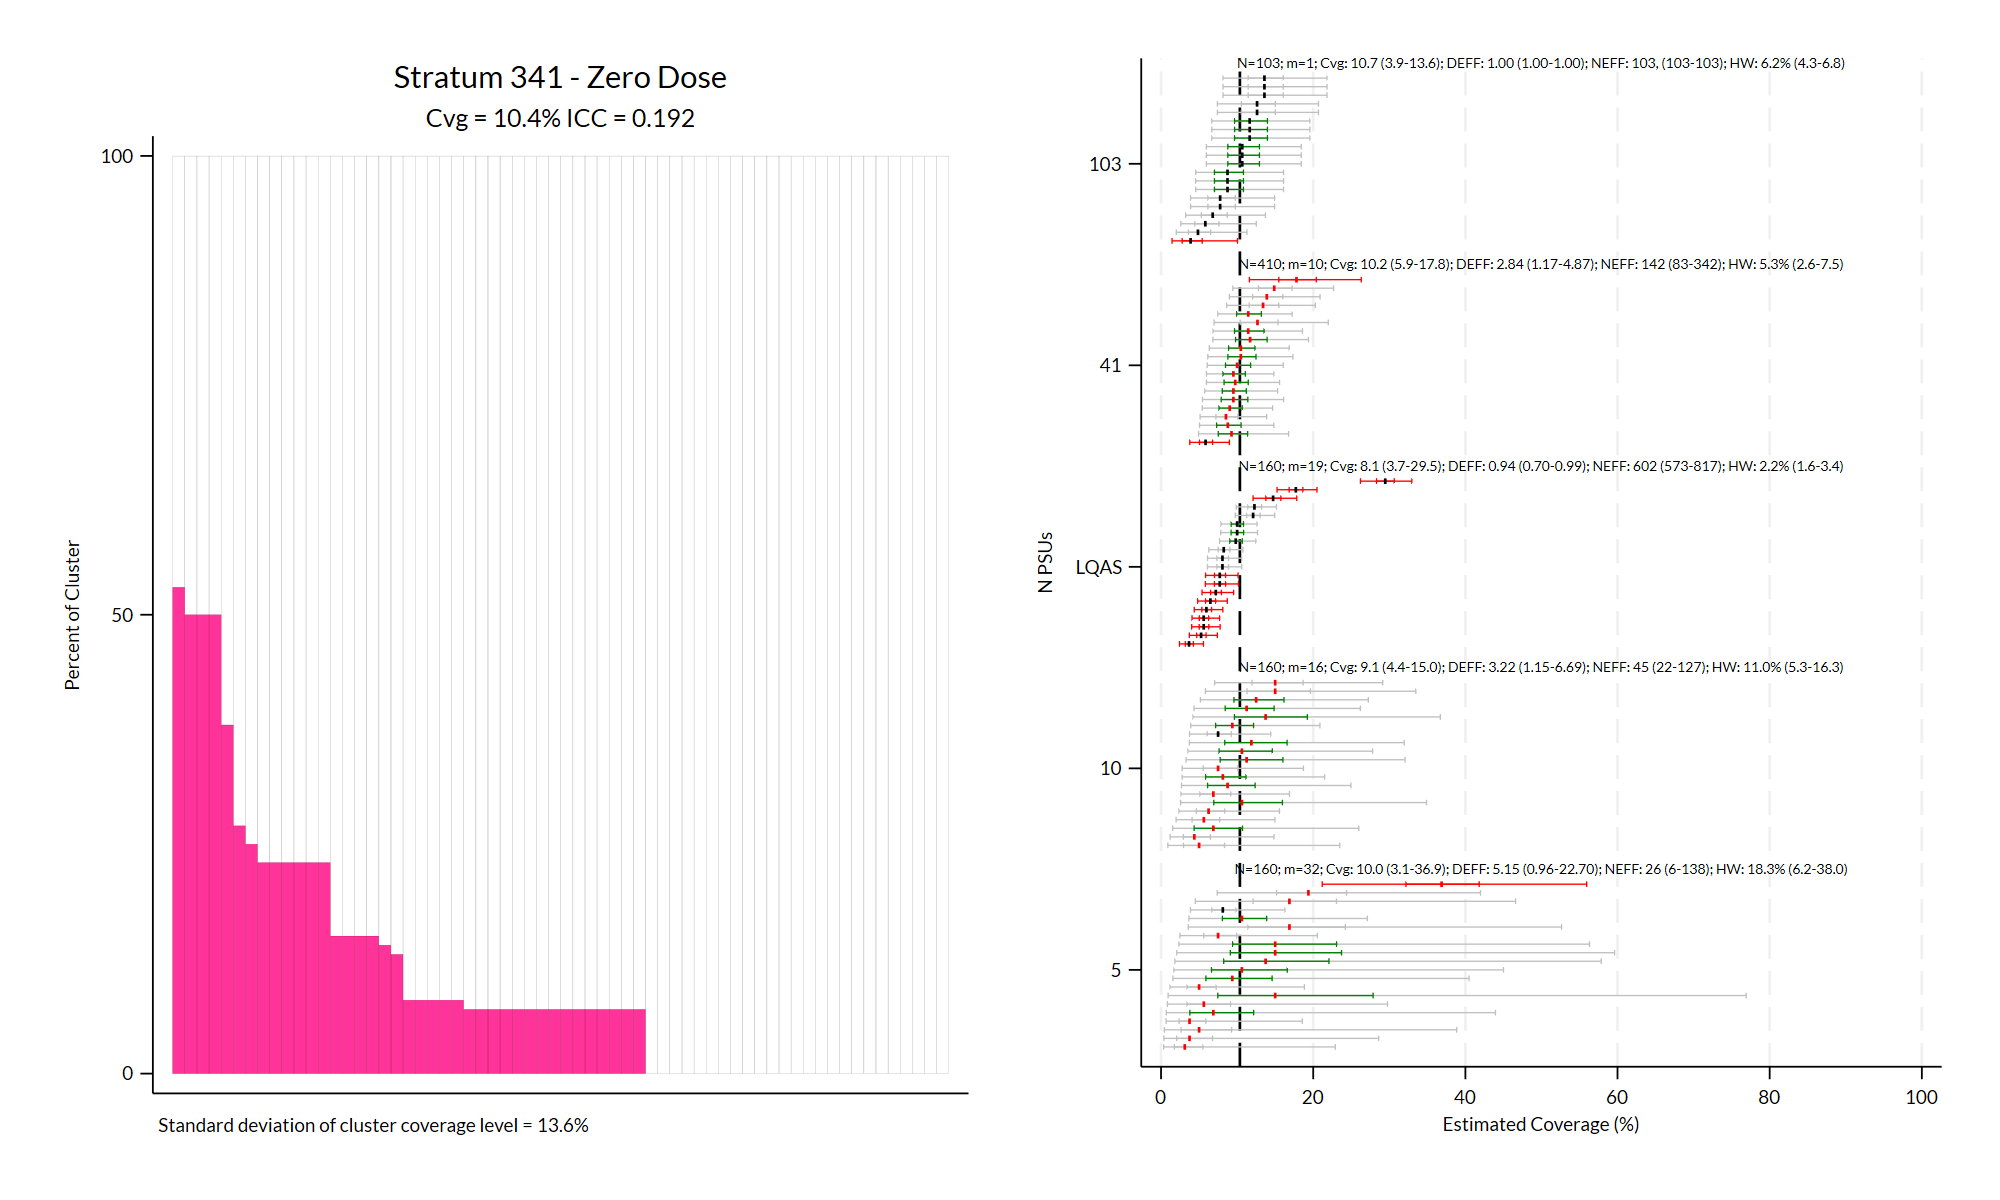 Stratum 341 - Zero Dose
Cvg = 10.4% ICC = 0.192
100
50
0
Percent of Cluster
Standard deviation of cluster coverage level = 13.6%
N=103; m=1; Cvg: 10.7 (3.9-13.6); DEFF: 1.00 (1.00-1.00); NEFF: 103, (103-103); HW: 6.2% (4.3-6.8)
103
N=410; m=10; Cvg: 10.2 (5.9-17.8); DEFF: 2.84 (1.17-4.87); NEFF: 142 (83-342); HW: 5.3% (2.6-7.5)
41
N=160; m=19; Cvg: 8.1 (3.7-29.5); DEFF: 0.94 (0.70-0.99); NEFF: 602 (573-817); HW: 2.2% (1.6-3.4)
LQAS
N=160; m=16; Cvg: 9.1 (4.4-15.0); DEFF: 3.22 (1.15-6.69); NEFF: 45 (22-127); HW: 11.0% (5.3-16.3)
10
N=160; m=32; Cvg: 10.0 (3.1-36.9); DEFF: 5.15 (0.96-22.70); NEFF: 26 (6-138); HW: 18.3% (6.2-38.0)
5
N PSUs
0 20 40 60 80 100
Estimated Coverage (%)